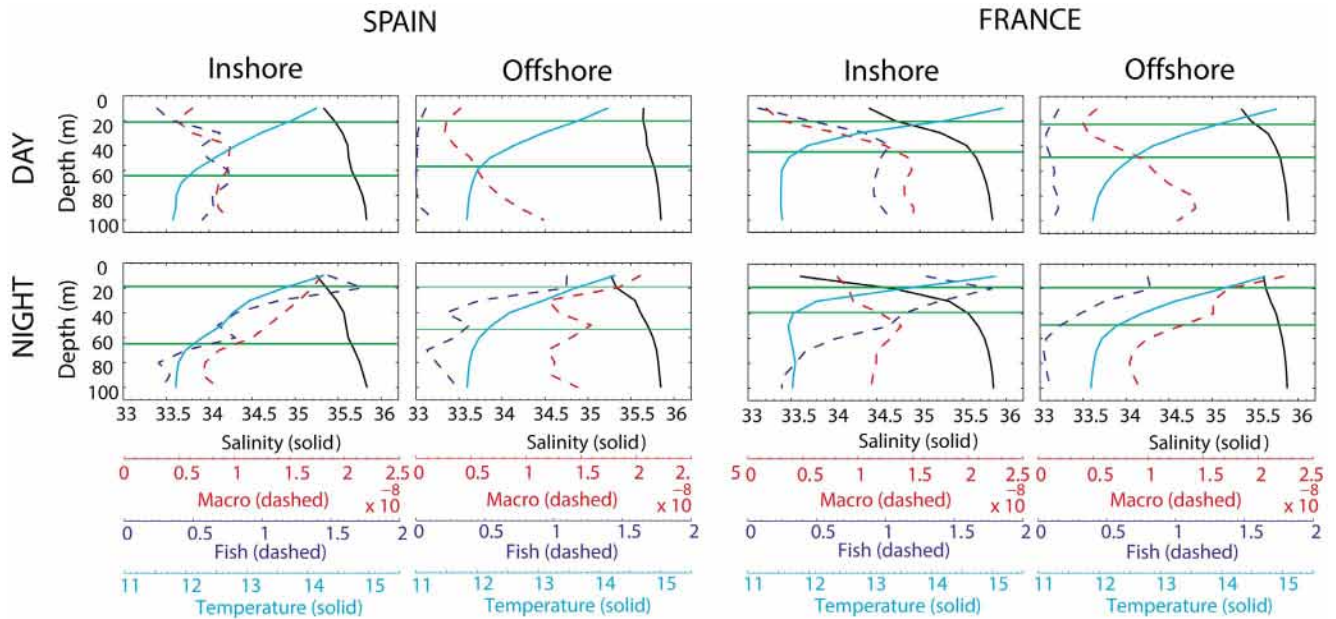 SPAIN FRANCE
Inshore Offshore Inshore Offshore
DAY
Depth (m)
0
20
40
60
80
100
NIGHT
Depth (m)
0
20
40
60
80
100
33 33.5 34 34.5 35 35.5 36 33 33.5 34 34.5 35 35.5 36 33 33.5 34 34.5 35 35.5 36 33 33.5 34 34.5 35 35.5 36
Salinity (solid) Salinity (solid) Salinity (solid) Salinity (solid)
0 0.5 1 1.5 2 2.5 0 0.5 1 1.5 2 2. 5 0 0.5 1 1.5 2 2.5 0 0.5 1 1.5 2 2.5
Macro (dashed) x 10 -8 Macro (dashed) x 10 -8 Macro (dashed) x 10 -8 Macro (dashed) x 10 -8
0 0.5 1 1.5 2 0 0.5 1 1.5 2 0 0.5 1 1.5 2 0 0.5 1 1.5 2
Fish (dashed) Fish (dashed) Fish (dashed) Fish (dashed)
11 12 13 14 15 11 12 13 14 15 11 12 13 14 15 11 12 13 14 15
Temperature (solid) Temperature (solid) Temperature (solid) Temperature (solid)